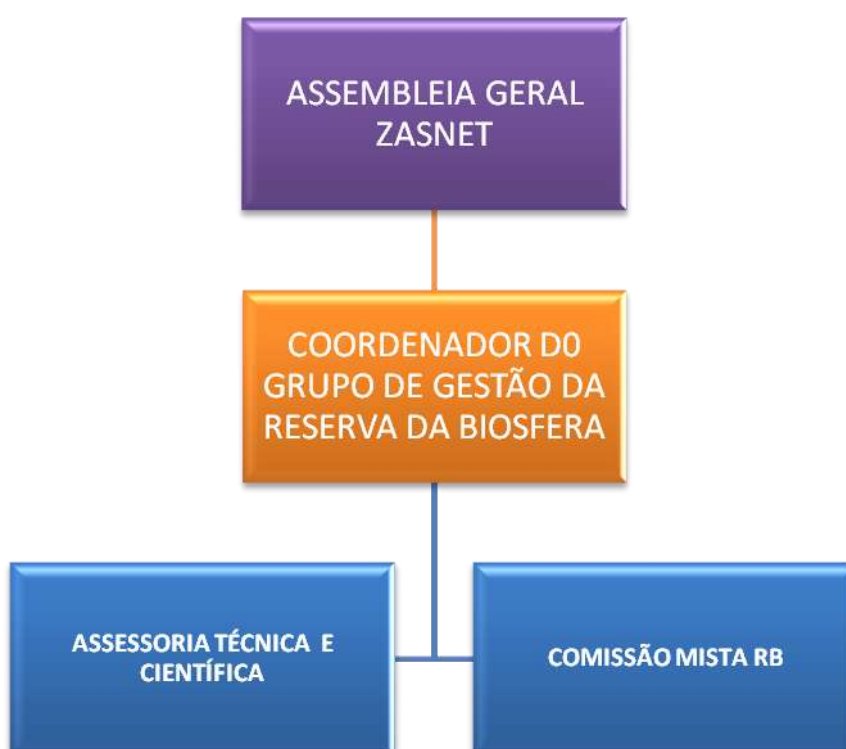 ASSEMBLEIA GERAL
ZASNET
COORDENADOR D0
GRUPO DE GESTÃO DA
RESERVA DA BIOSFERA
ASSESSORIA TÉCNICA E
CIENTÍFICA
COMISSÃO MISTA RB